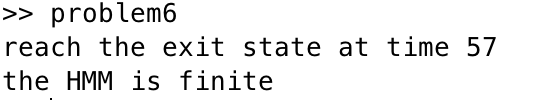 >> problem6
reach the exit state at time 57
the HMM is finite